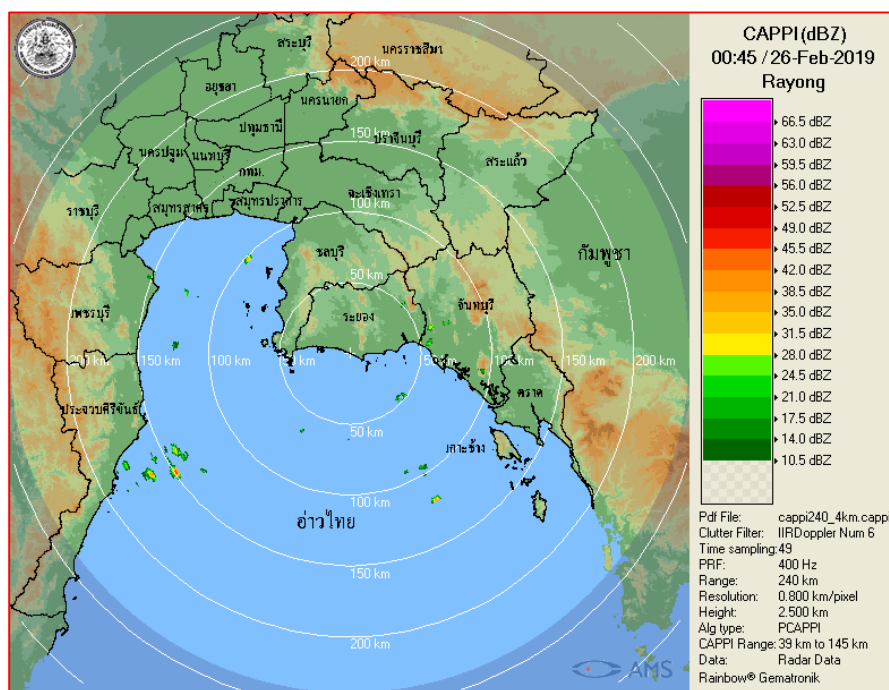 CAPPI (dBZ)
00:45 / 26-Feb-2019
Rayong
66.5 dBZ
63.0 dBZ
59.5 dBZ
56.0 dBZ
52.5 dBZ
49.0 dBZ
45.5 dBZ
42.0 dBZ
38.5 dBZ
35.0 dBZ
31.5 dBZ
28.0 dBZ
24.5 dBZ
21.0 dBZ
17.5 dBZ
14.0 dBZ
10.5 dBZ
Pdf File: cappi240_4km.cappi
Clutter Filter: IIRDoppler Num 6
Time sampling:49
PRF: 400 Hz
Range: 240 km
Resolution: 0.800 km/pixel
Height: 2.500 km
Alg type: PCAPPI
CAPPI Range: 39 km to 145 km
Data: Radar Data
Rainbow® Gematronik
สระบุรี
นครราชสีมา
200 km
อยุธยา
นครนายก
ปทุมธานี
150 km
ปราจีนบุรี
นครปฐม
นนทบุรี
สระแก้ว
กทม.
ฉะเชิงเทรา
ราชบุรี
สมุทรสาคร
สมุทรปราการ
100 km
ชลบุรี
กัมพูชา
50 km
เพชรบุรี
ระยอง
จันทบุรี
200 km
150 km
100 km
50 km
50 km
100 km
150 km
200 km
ประจวบคีรีขันธ์
ตราด
50 km
เกาะช้าง
100 km
อ่าวไทย
150 km
200 km
AMS